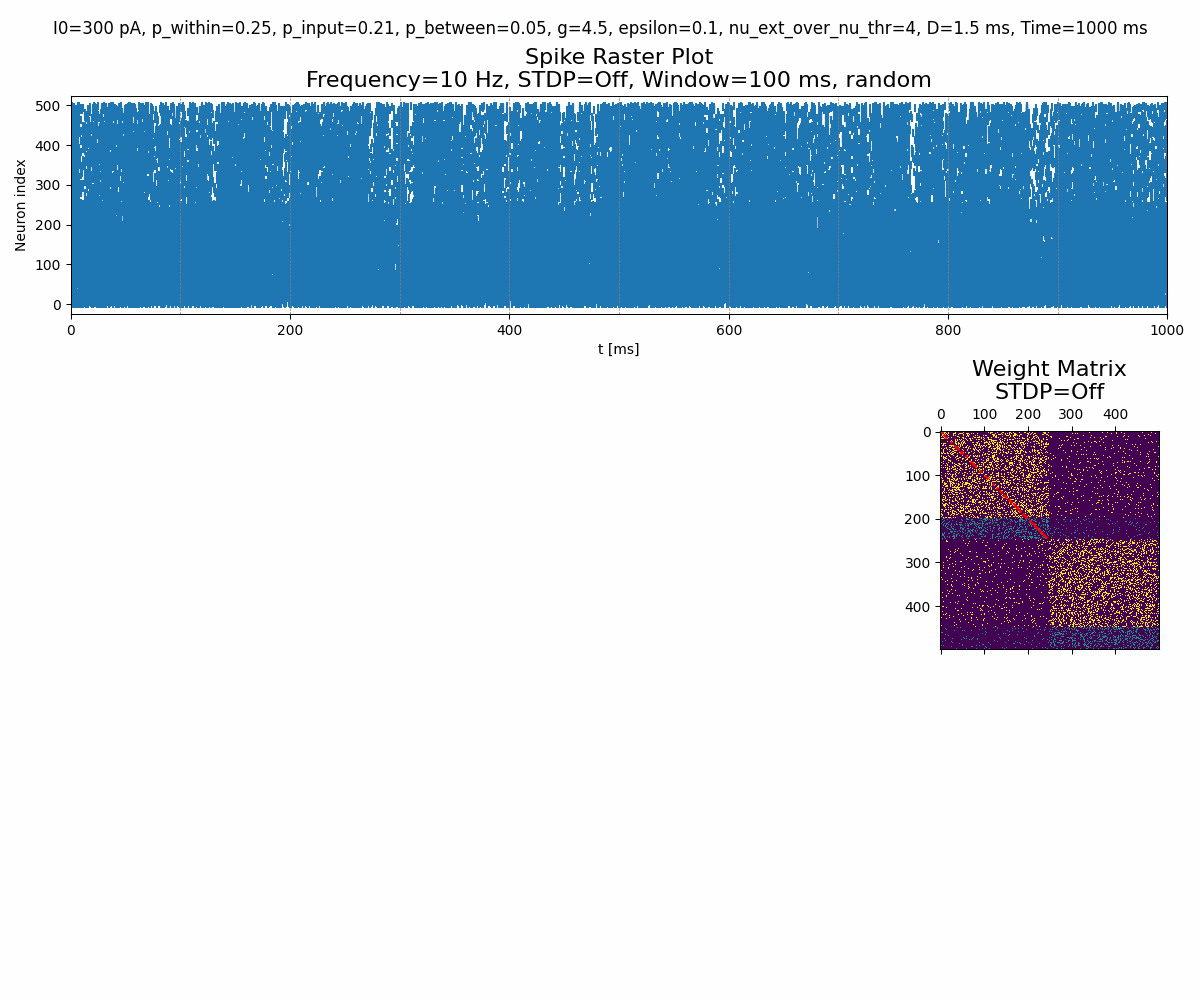 I0=300 pA, p_within=0.25, p_input=0.21, p_between=0.05, g=4.5, epsilon=0.1, nu_ext_over_nu_thr=4, D=1.5 ms, Time=1000 ms
Spike Raster Plot
Frequency=10 Hz, STDP=Off, Window=100 ms, random
500
400
300
200
100
0
Neuron index
0 200 400 600 800 1000
t [ms]
Weight Matrix
STDP=Off
0 100 200 300 400
0
100
200
300
400